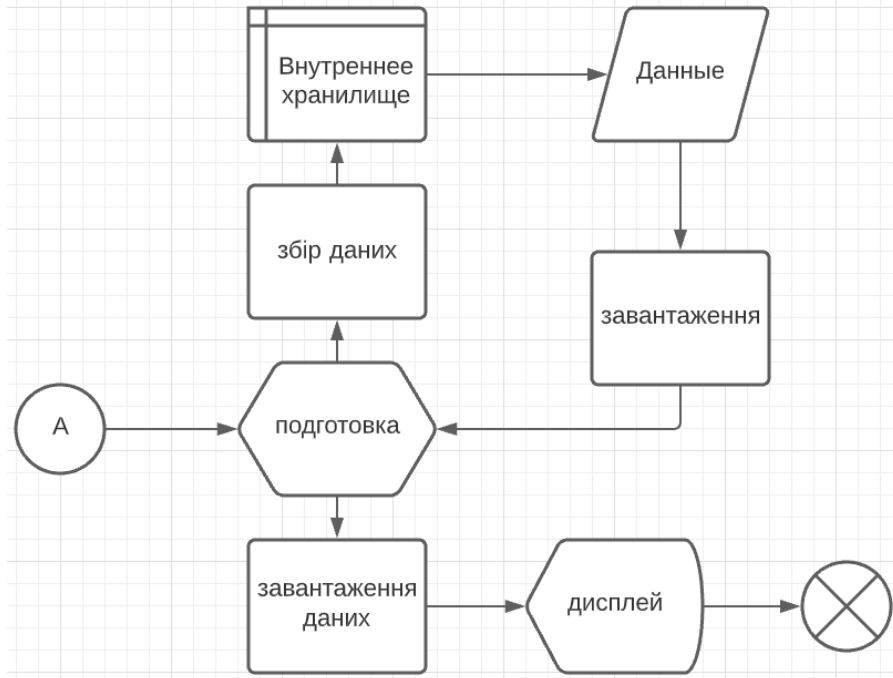 Внутреннее
хранилище
Данные
збір даних
завантаження
А
подготовка
завантаження
даних
дисплей